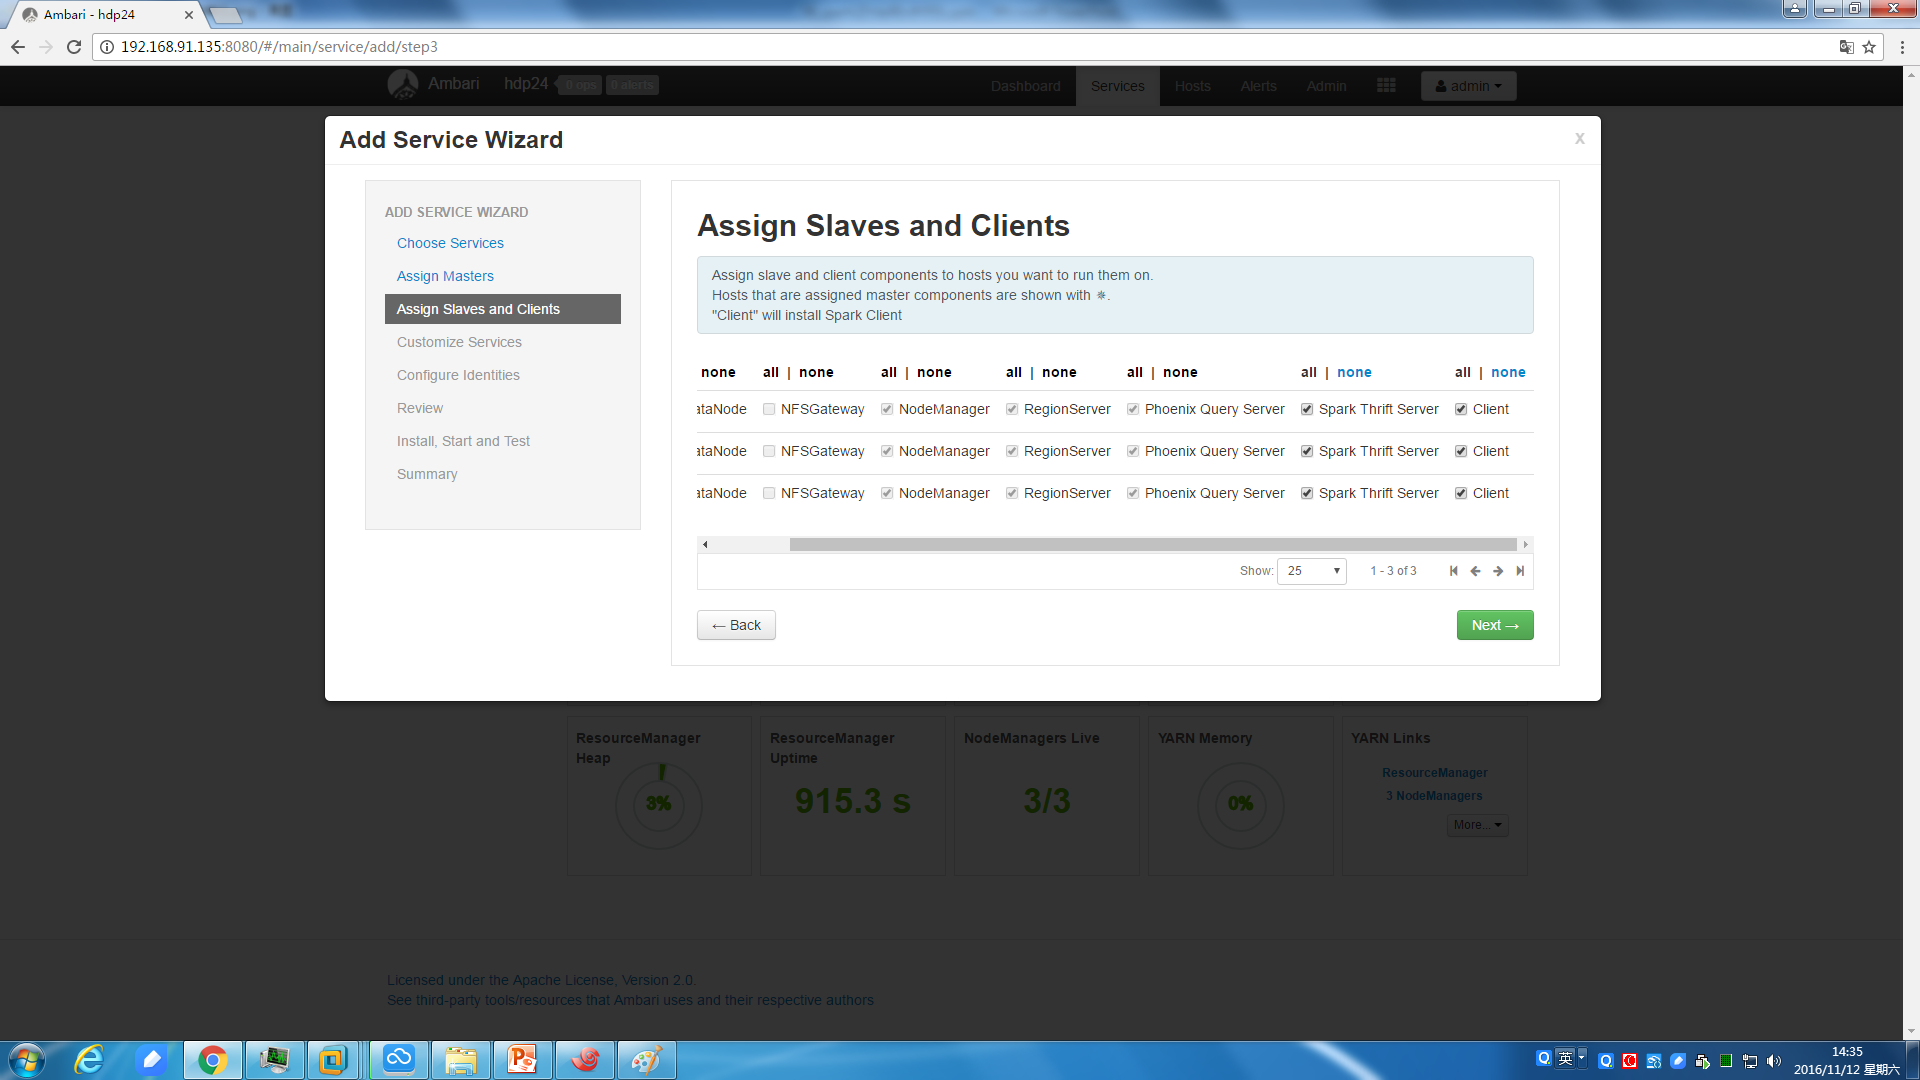 Ambari - hdp24
192.168.91.135:8080/#/main/service/add/step3
Ambari hdp24 0 ops 0 alerts Dashboard Services Hosts Alerts Admin admin
Add Service Wizard X
ADD SERVICE WIZARD
Choose Services
Assign Masters
Assign Slaves and Clients
Customize Services
Configure Identities
Review
Install, Start and Test
Summary
Assign Slaves and Clients
Assign slave and client components to hosts you want to run them on.
Hosts that are assigned master components are shown with ✵.
"Client" will install Spark Client
none all | none all | none all | none all | none all | none all | none
ataNode NFSGateway NodeManager RegionServer Phoenix Query Server Spark Thrift Server Client
ataNode NFSGateway NodeManager RegionServer Phoenix Query Server Spark Thrift Server Client
ataNode NFSGateway NodeManager RegionServer Phoenix Query Server Spark Thrift Server Client
Show: 25 1 - 3 of 3
← Back Next →
ResourceManager Heap
3%
ResourceManager Uptime
915.3 s
NodeManagers Live
3/3
YARN Memory
0%
YARN Links
ResourceManager
3 NodeManagers
More...
Licensed under the Apache License, Version 2.0.
See third-party tools/resources that Ambari uses and their respective authors
英
14:35
2016/11/12 星期六